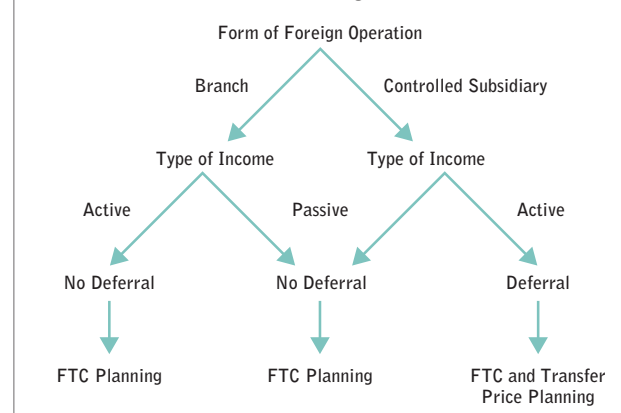 Form of Foreign Operation
Branch
Controlled Subsidiary
Type of Income
Type of Income
Active
Passive
Active
No Deferral
No Deferral
Deferral
FTC Planning
FTC Planning
FTC and Transfer
Price Planning